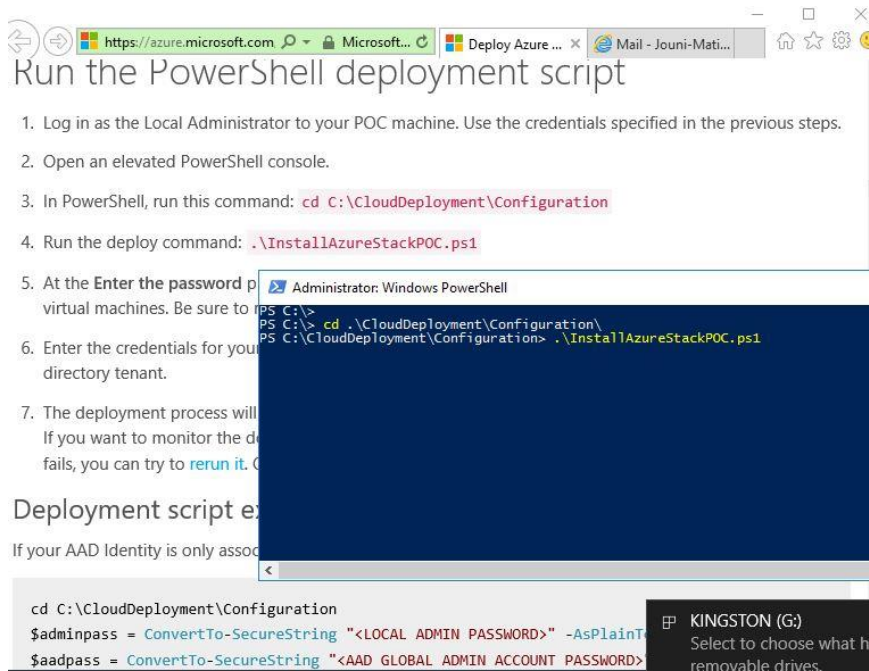 https://azure.microsoft.com Microsoft... Deploy Azure ... Mail - Jouni-Mati...
Run the PowerShell deployment script
1. Log in as the Local Administrator to your POC machine. Use the credentials specified in the previous steps.
2. Open an elevated PowerShell console.
3. In PowerShell, run this command: cd C:\CloudDeployment\Configuration
4. Run the deploy command: .\InstallAzureStackPOC.ps1
5. At the Enter the password p
virtual machines. Be sure to
6. Enter the credentials for your
directory tenant.
7. The deployment process will
If you want to monitor the d
fails, you can try to rerun it.
Administrator: Windows PowerShell
PS C:\>
PS C:\> cd .\CloudDeployment\Configuration\
PS C:\CloudDeployment\Configuration> .\InstallAzureStackPOC.ps1
Deployment script e
If your AAD Identity is only assoc
cd C:\CloudDeployment\Configuration
$adminpass = ConvertTo-SecureString "<LOCAL ADMIN PASSWORD>" -AsPlainT
$aadpass = ConvertTo-SecureString "<AAD GLOBAL ADMIN ACCOUNT PASSWORD>
KINGSTON (G:)
Select to choose what h
removable drives.